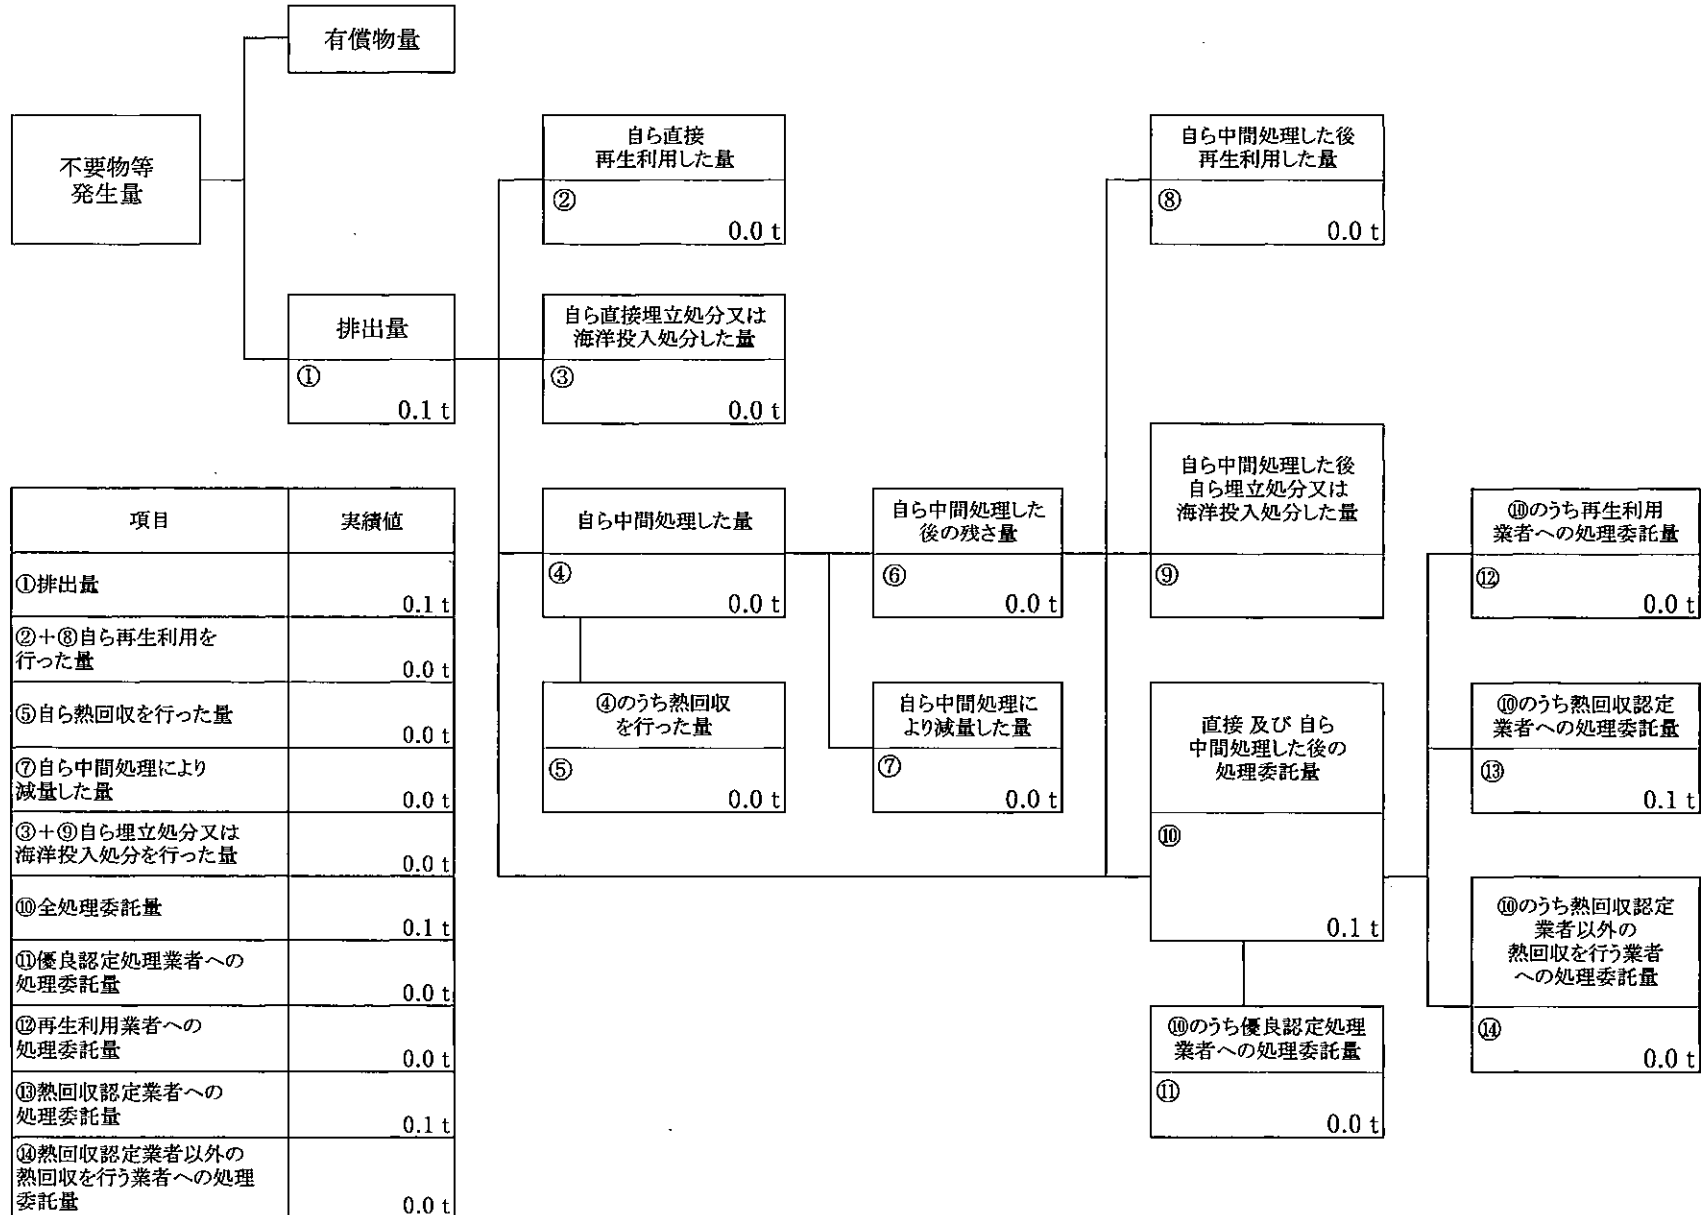 有償物量
不要物等
発生量
排出量
①
0.1 t
自ら直接
再生利用した量
②
0.0 t
自ら直接埋立処分又は
海洋投入処分した量
③
0.0 t
自ら中間処理した量
④
0.0 t
④のうち熱回収
を行った量
⑤
0.0 t
自ら中間処理した
後の残さ量
⑥
0.0 t
自ら中間処理に
より減量した量
⑦
0.0 t
自ら中間処理した後
再生利用した量
⑧
0.0 t
自ら中間処理した後
自ら埋立処分又は
海洋投入処分した量
⑨
直接 及び 自ら
中間処理した後の
処理委託量
⑩
0.1 t
⑩のうち優良認定処理
業者への処理委託量
⑪
0.0 t
⑩のうち再生利用
業者への処理委託量
⑫
0.0 t
⑩のうち熱回収認定
業者への処理委託量
⑬
0.1 t
⑩のうち熱回収認定
業者以外の
熱回収を行う業者
への処理委託量
⑭
0.0 t
項目 実績値
①排出量
0.1 t
②+⑧自ら再生利用を
行った量
0.0 t
⑤自ら熱回収を行った量
0.0 t
⑦自ら中間処理により
減量した量
0.0 t
③+⑨自ら埋立処分又は
海洋投入処分を行った量
0.0 t
⑩全処理委託量
0.1 t
⑪優良認定処理業者への
処理委託量
0.0 t
⑫再生利用業者への
処理委託量
0.0 t
⑬熱回収認定業者への
処理委託量
0.1 t
⑭熱回収認定業者以外の
熱回収を行う業者への処理
委託量
0.0 t